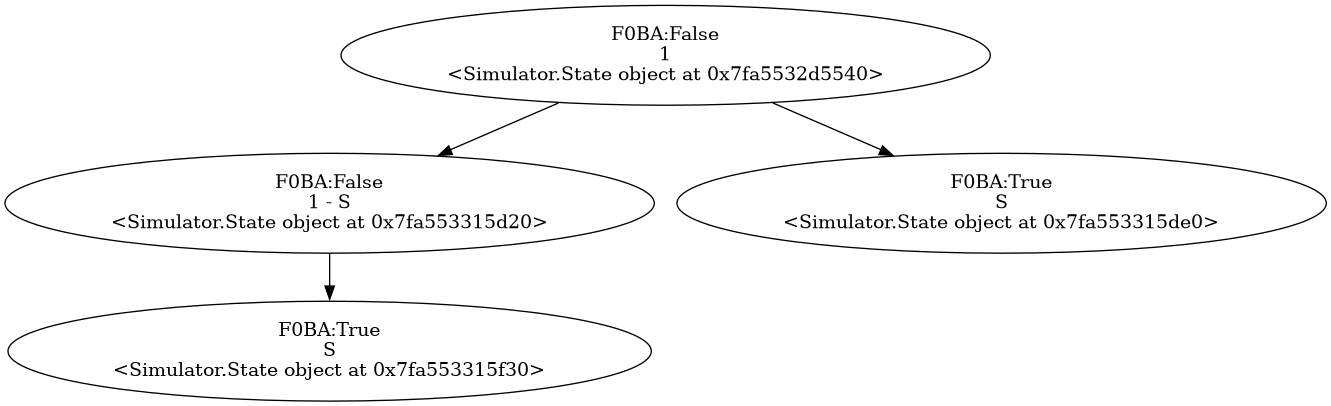 F0BA:False
1
<Simulator.State object at 0x7fa5532d5540>
F0BA:False
1 - S
<Simulator.State object at 0x7fa553315d20>
F0BA:True
S
<Simulator.State object at 0x7fa553315de0>
F0BA:True
S
<Simulator.State object at 0x7fa553315f30>